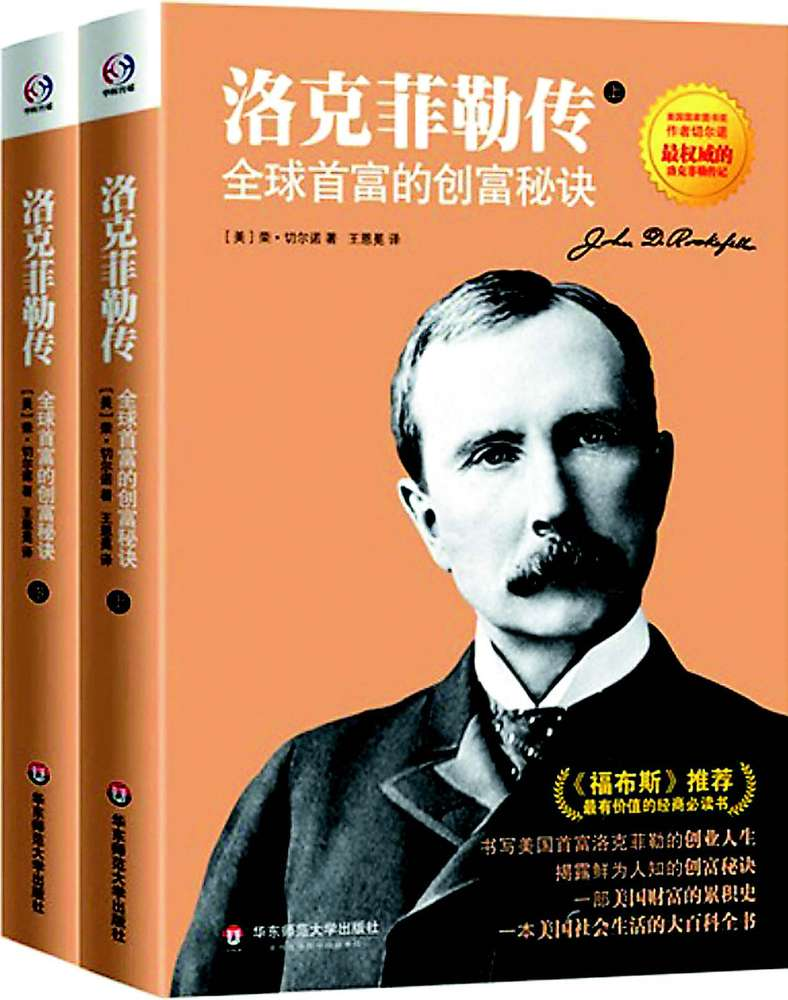 洛克菲勒传 上
全球首富的创富秘诀
[美]荣·切尔诺 著 王恩冕 译
John D. Rockefeller
美国国家图书奖
作者切尔诺
最权威的
洛克菲勒传记
《福布斯》推荐
最有价值的经商必读书
书写美国首富洛克菲勒的创业人生
揭露鲜为人知的创富秘诀
一部美国财富的累积史
一本美国社会生活的大百科全书
华东师范大学出版社
洛克菲勒传
全球首富的创富秘诀
[美]荣·切尔诺 著 王恩冕 译
上
华东师范大学出版社
洛克菲勒传
全球首富的创富秘诀
[美]荣·切尔诺 著 王恩冕 译
下
华东师范大学出版社